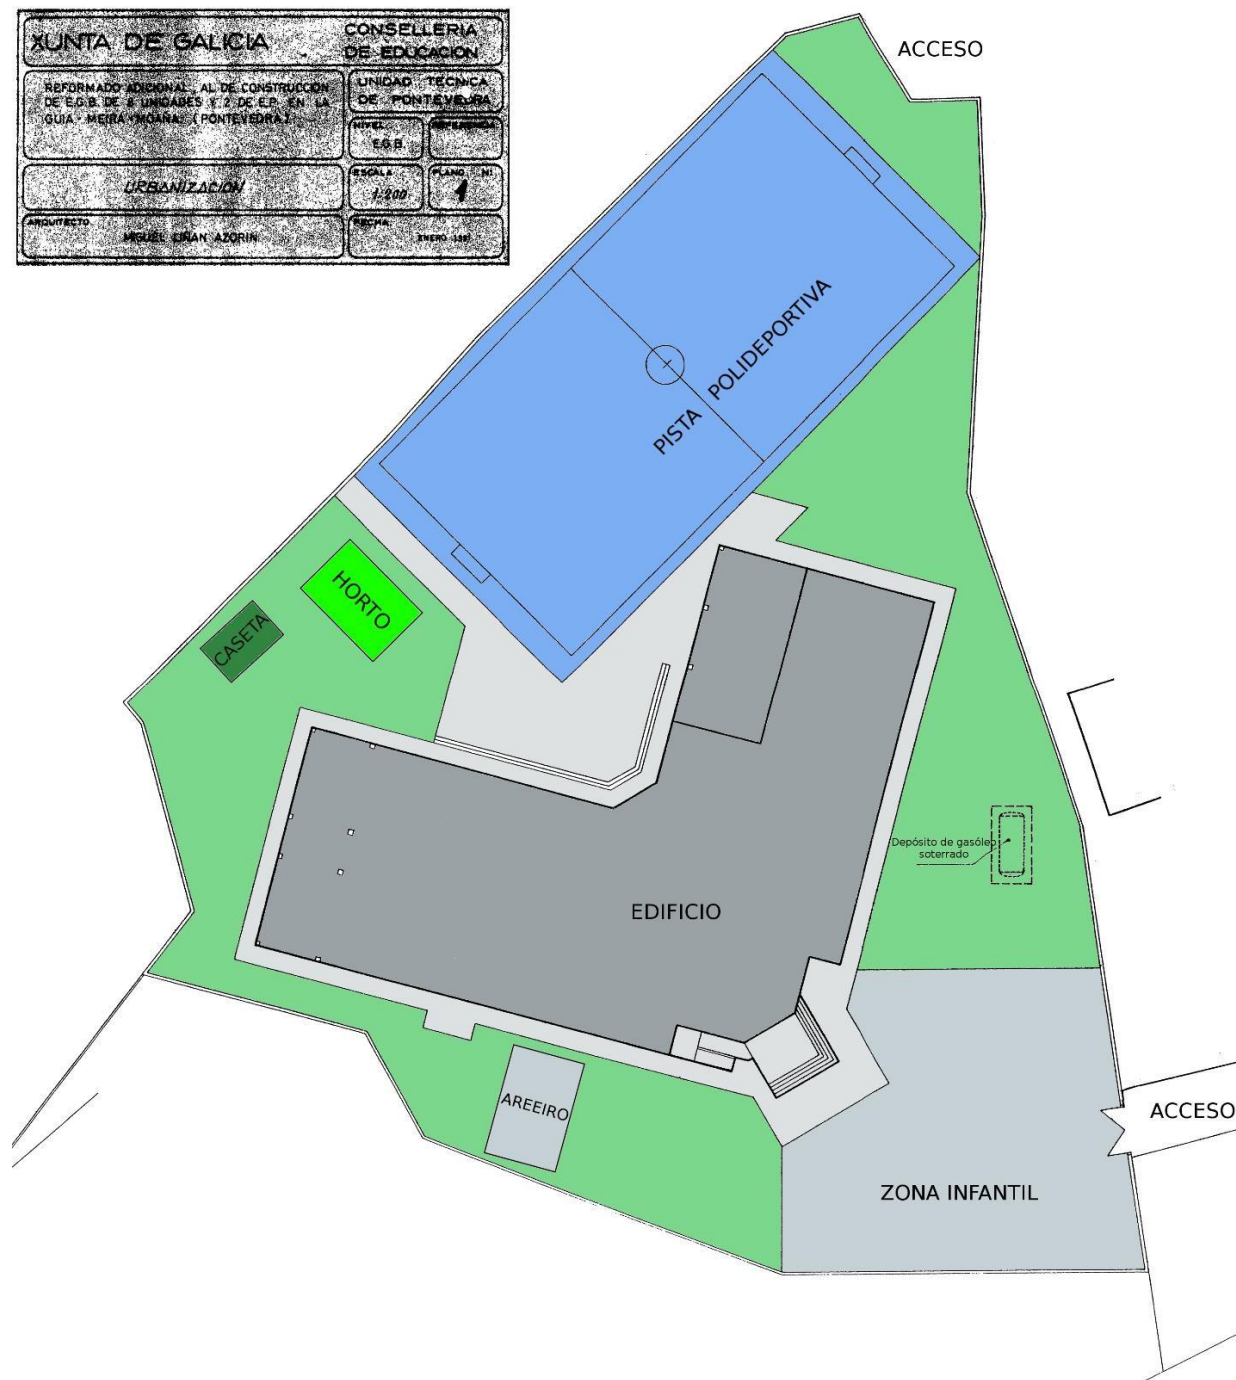 XUNTA DE GALICIA
CONSELLERIA
DE EDUCACION
REFORMADO ADICIONAL, AL DE CONSTRUCCION
DE E.G.B. DE 8 UNIDADES Y 2 DE E.P. EN LA
GUIA - MEIRA - MOAÑA. (PONTEVEDRA)
UNIDAD TECNICA
DE PONTEVEDRA
NIVEL
E.G.B.
REFERENCIA
URBANIZACION
ESCALA
1:200
PLANO Nº
1
ARQUITECTO
MIGUEL LIÑAN AZORIN
FECHA
ENERO
ACCESO
PISTA POLIDEPORTIVA
HORTO
CASETA
Depósito de gasóleo
soterrado
EDIFICIO
AREEIRO
ACCESO
ZONA INFANTIL